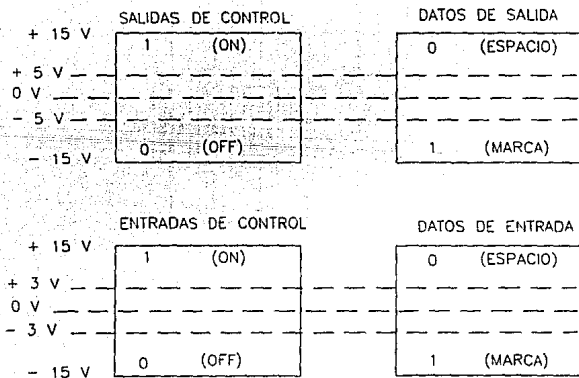 SALIDAS DE CONTROL DATOS DE SALIDA
+ 15 V
1 (ON) 0 (ESPACIO)
+ 5 V
0 V
- 5 V
0 (OFF) 1 (MARCA)
- 15 V
ENTRADAS DE CONTROL DATOS DE ENTRADA
+ 15 V
1 (ON) 0 (ESPACIO)
+ 3 V
0 V
- 3 V
0 (OFF) 1 (MARCA)
- 15 V